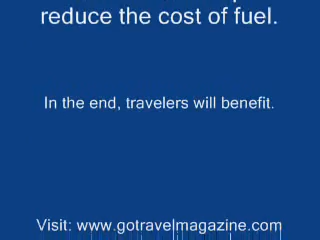 reduce the cost of fuel.
In the end, travelers will benefit.
Visit: www.gotravelmagazine.com